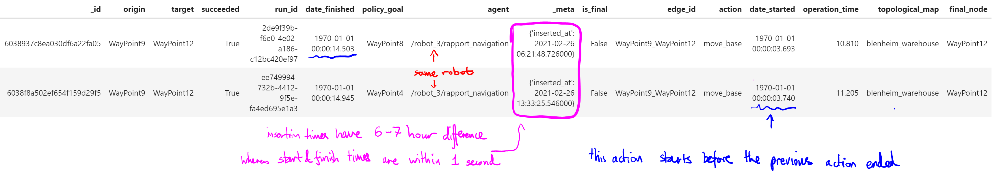 _id origin target succeeded run_id date_finished policy_goal agent _meta is_final edge_id action date_started operation_time topological_map final_node
2de9f39b-
f6e0-4e02-
a186-
c12bc420ef97
6038937c8ea030df6a22fa05 WayPoint9 WayPoint12 True
1970-01-01
00:00:14.503
WayPoint8 /robot_3/rapport_navigation
{'inserted_at':
2021-02-26
06:21:48.726000}
False WayPoint9_WayPoint12 move_base
1970-01-01
00:00:03.693
10.810 blenheim_warehouse WayPoint12
same robot
ee749994-
732b-4412-
9f5e-
fa4ed695e1a3
6038f8a502ef654f159d29f5 WayPoint9 WayPoint12 True
1970-01-01
00:00:14.945
WayPoint4 /robot_3/rapport_navigation
{'inserted_at':
2021-02-26
13:33:25.546000}
False WayPoint9_WayPoint12 move_base
1970-01-01
00:00:03.740
11.205 blenheim_warehouse WayPoint12
insertion times have 6-7 hour difference
whereas start & finish times are within 1 second
this action starts before the previous action ended